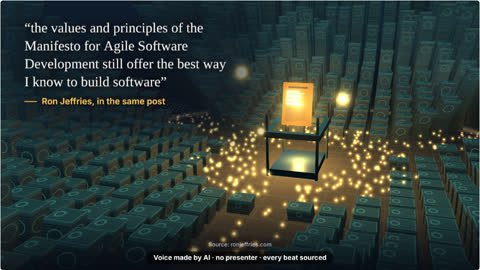 “the values and principles of the
Manifesto for Agile Software
Development still offer the best way
I know to build software”
— Ron Jeffries, in the same post
Source: ronjeffries.com
Voice made by AI · no presenter · every beat sourced